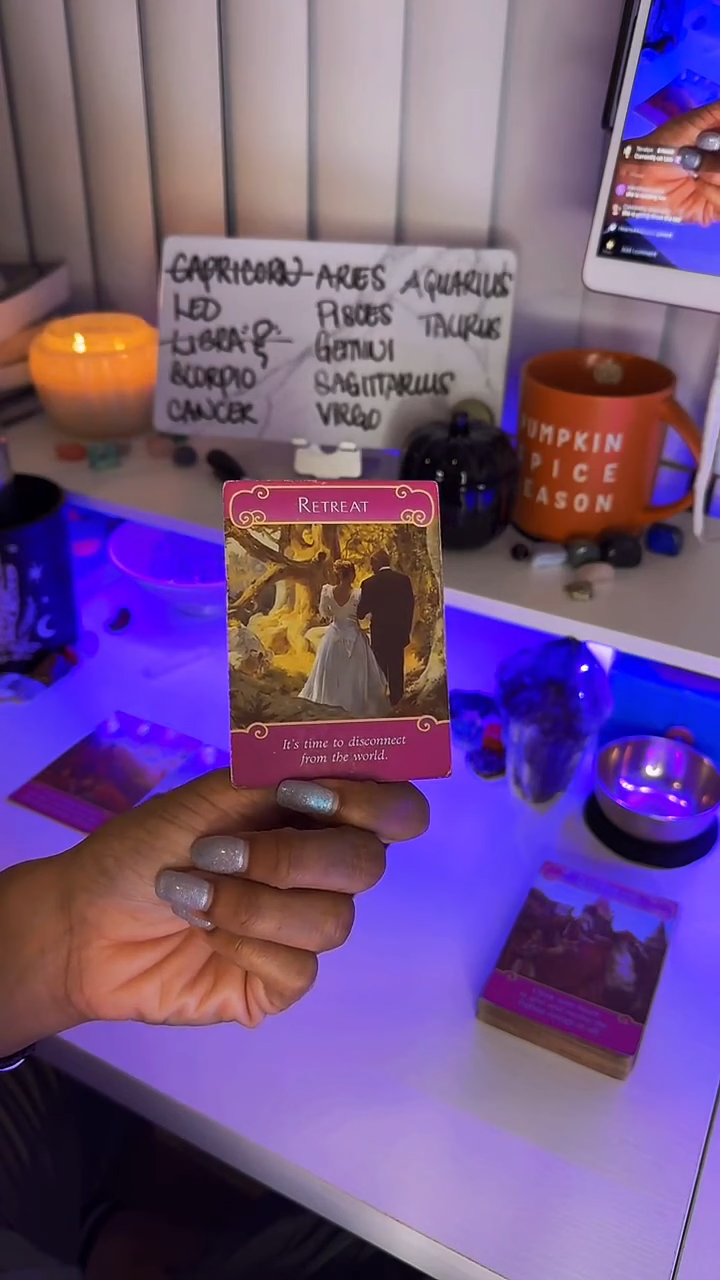 CAPRICORN ARIES AQUARIUS
LEO PISCES TAURUS
LIBRA GEMINI
SCORPIO SAGITTARIUS
CANCER VIRGO
PUMPKIN
SPICE
SEASON
RETREAT
It's time to disconnect
from the world.